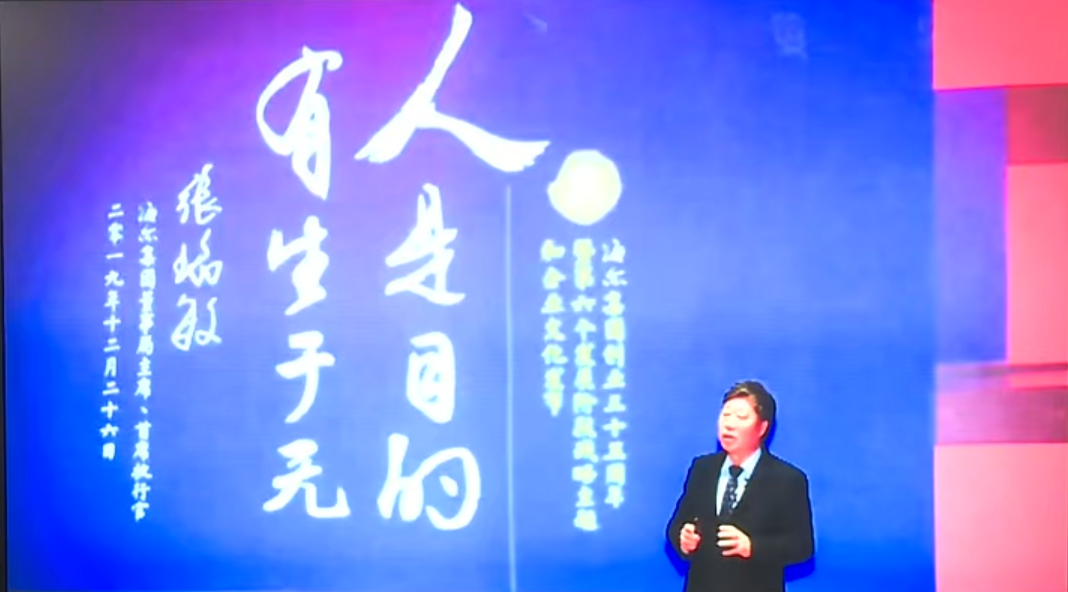 海尔集团创业三十五周年
暨第六个发展阶段战略主题
和企业文化
人是目的
有生于无
张瑞敏
海尔集团董事局主席、首席执行官
二零一九年十二月二十六日